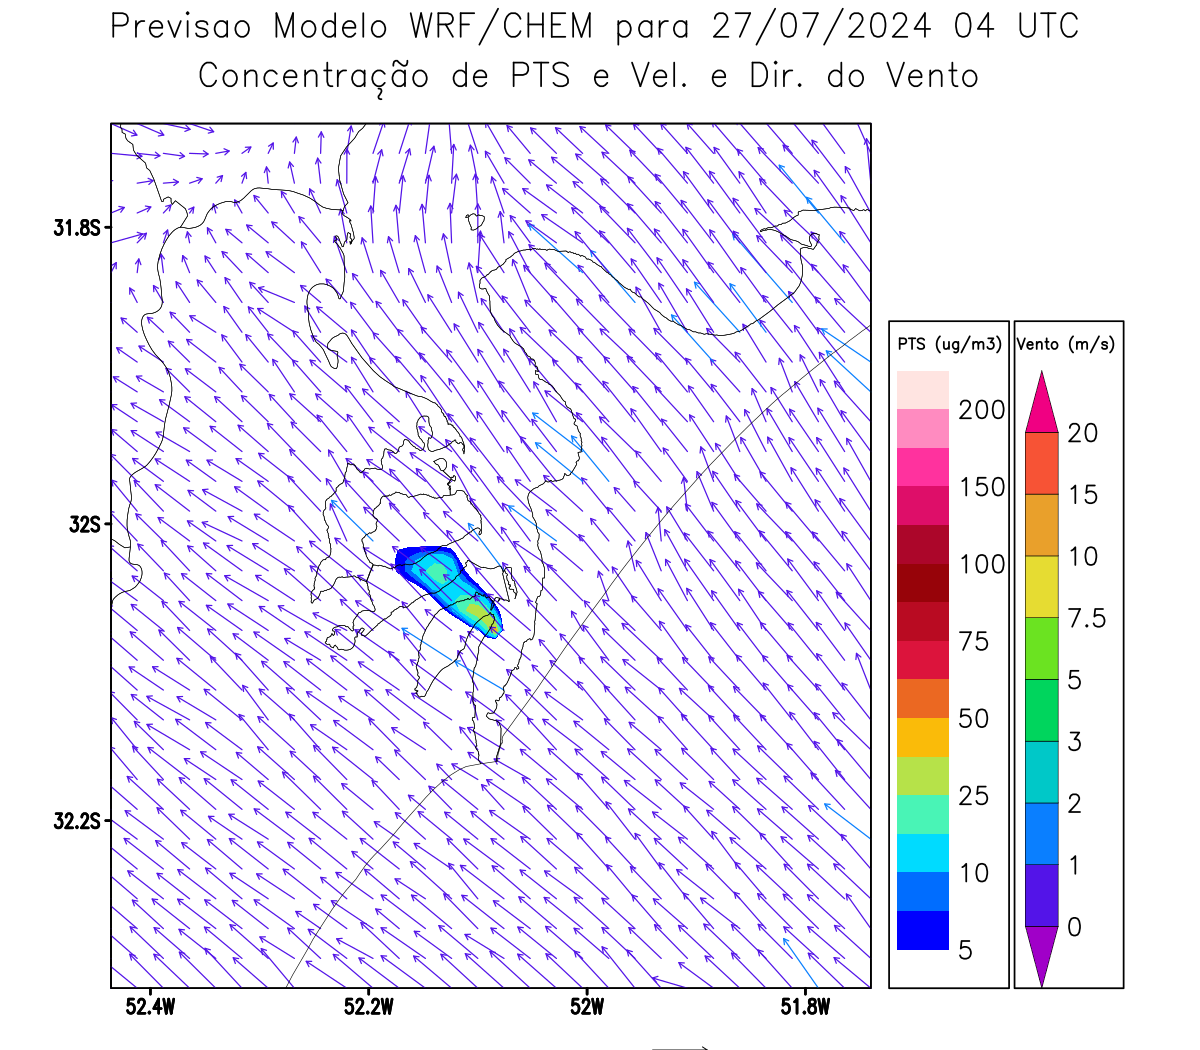 Previsao Modelo WRF/CHEM para 27/07/2024 04 UTC
Concentração de PTS e Vel. e Dir. do Vento
31.8S
32S
32.2S
52.4W
52.2W
52W
51.8W
PTS (ug/m3)
200
150
100
75
50
25
10
5
Vento (m/s)
20
15
10
7.5
5
3
2
1
0